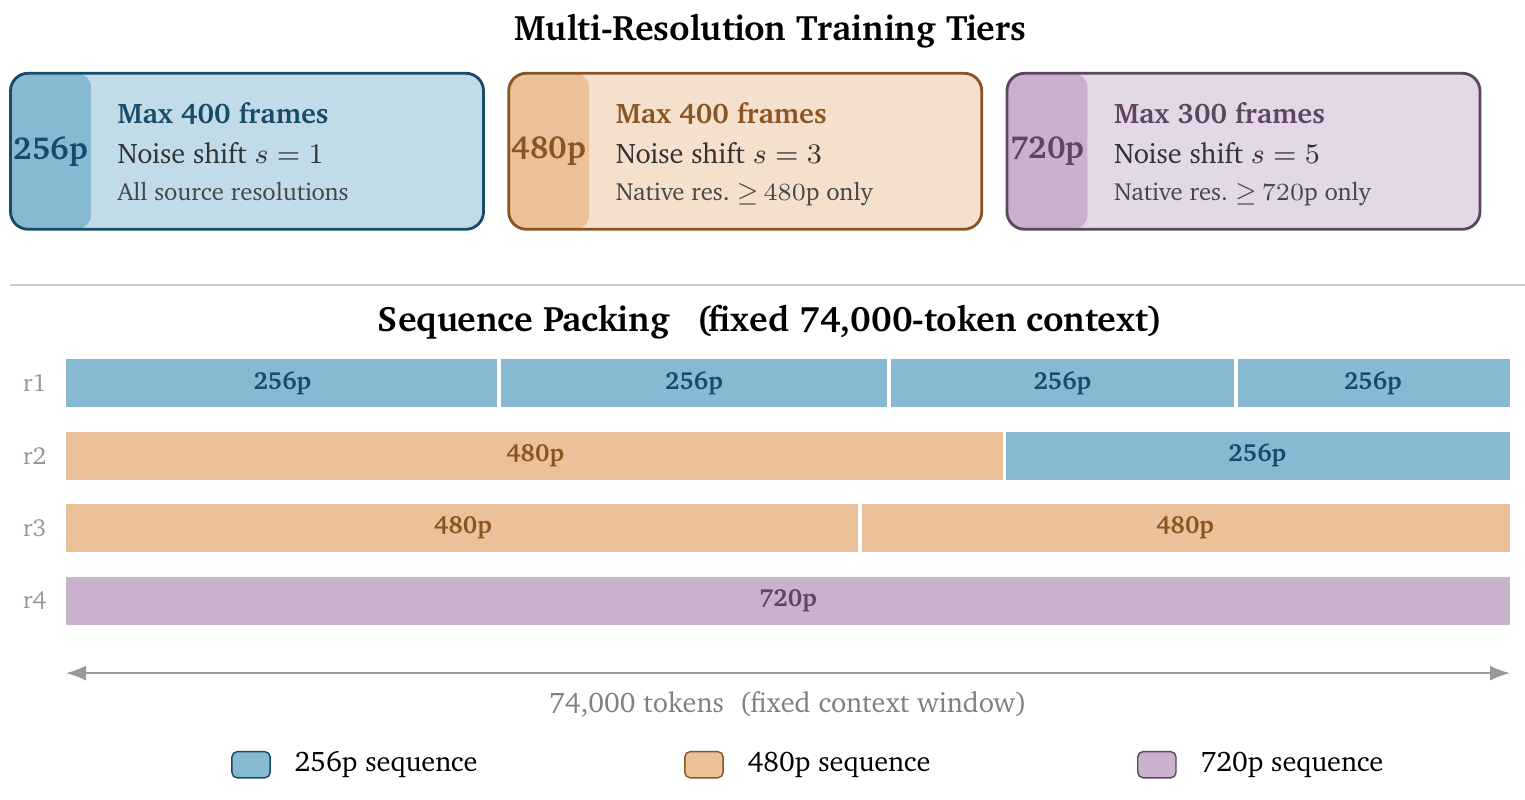 Multi-Resolution Training Tiers
256p
Max 400 frames
Noise shift s = 1
All source resolutions
480p
Max 400 frames
Noise shift s = 3
Native res. ≥ 480p only
720p
Max 300 frames
Noise shift s = 5
Native res. ≥ 720p only
Sequence Packing (fixed 74,000-token context)
r1 256p 256p 256p 256p
r2 480p 256p
r3 480p 480p
r4 720p
74,000 tokens (fixed context window)
256p sequence 480p sequence 720p sequence